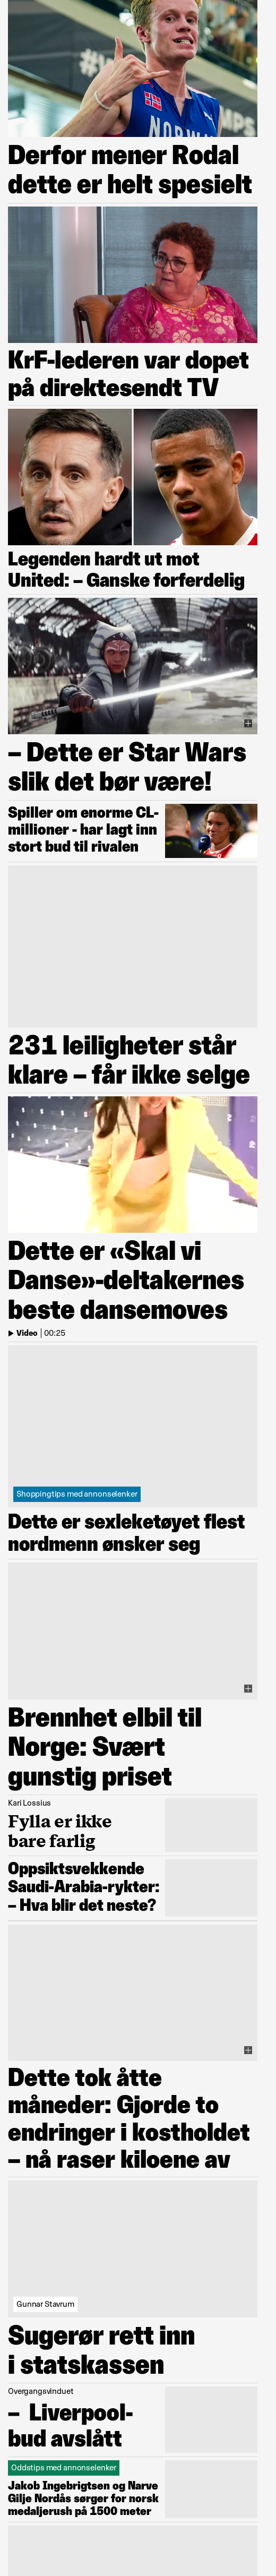 NORWAY
Derfor mener Rodal
dette er helt spesielt
KrF-lederen var dopet
på direktesendt TV
Legenden hardt ut mot
United: – Ganske forferdelig
– Dette er Star Wars
slik det bør være!
Spiller om enorme CL-
millioner - har lagt inn
stort bud til rivalen
231 leiligheter står
klare – får ikke selge
Dette er «Skal vi
Danse»-deltakernes
beste dansemoves
Video | 00:25
Shoppingtips med annonselenker
Dette er sexleketøyet flest
nordmenn ønsker seg
Brennhet elbil til
Norge: Svært
gunstig priset
Kari Lossius
Fylla er ikke
bare farlig
Oppsiktsvekkende
Saudi-Arabia-rykter:
– Hva blir det neste?
Dette tok åtte
måneder: Gjorde to
endringer i kostholdet
– nå raser kiloene av
Gunnar Stavrum
Sugerør rett inn
i statskassen
Overgangsvinduet
– Liverpool-
bud avslått
Oddstips med annonselenker
Jakob Ingebrigtsen og Narve
Gilje Nordås sørger for norsk
medaljerush på 1500 meter